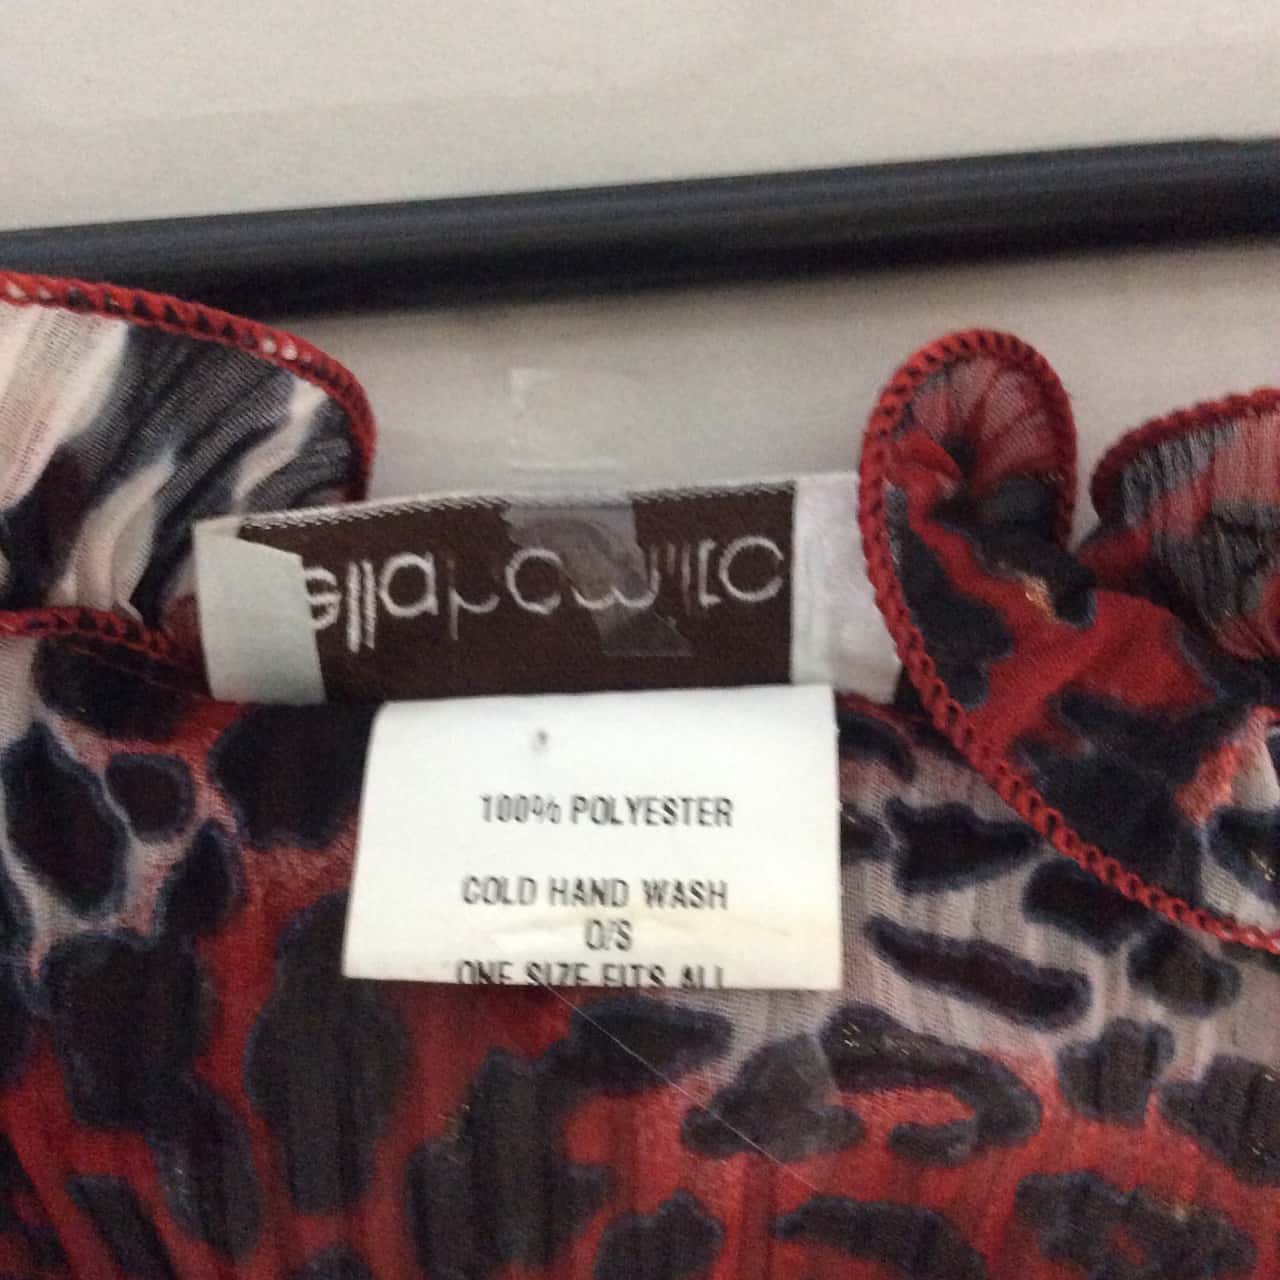 100% POLYESTER
COLD HAND WASH
O/S
ONE SIZE FITS ALL